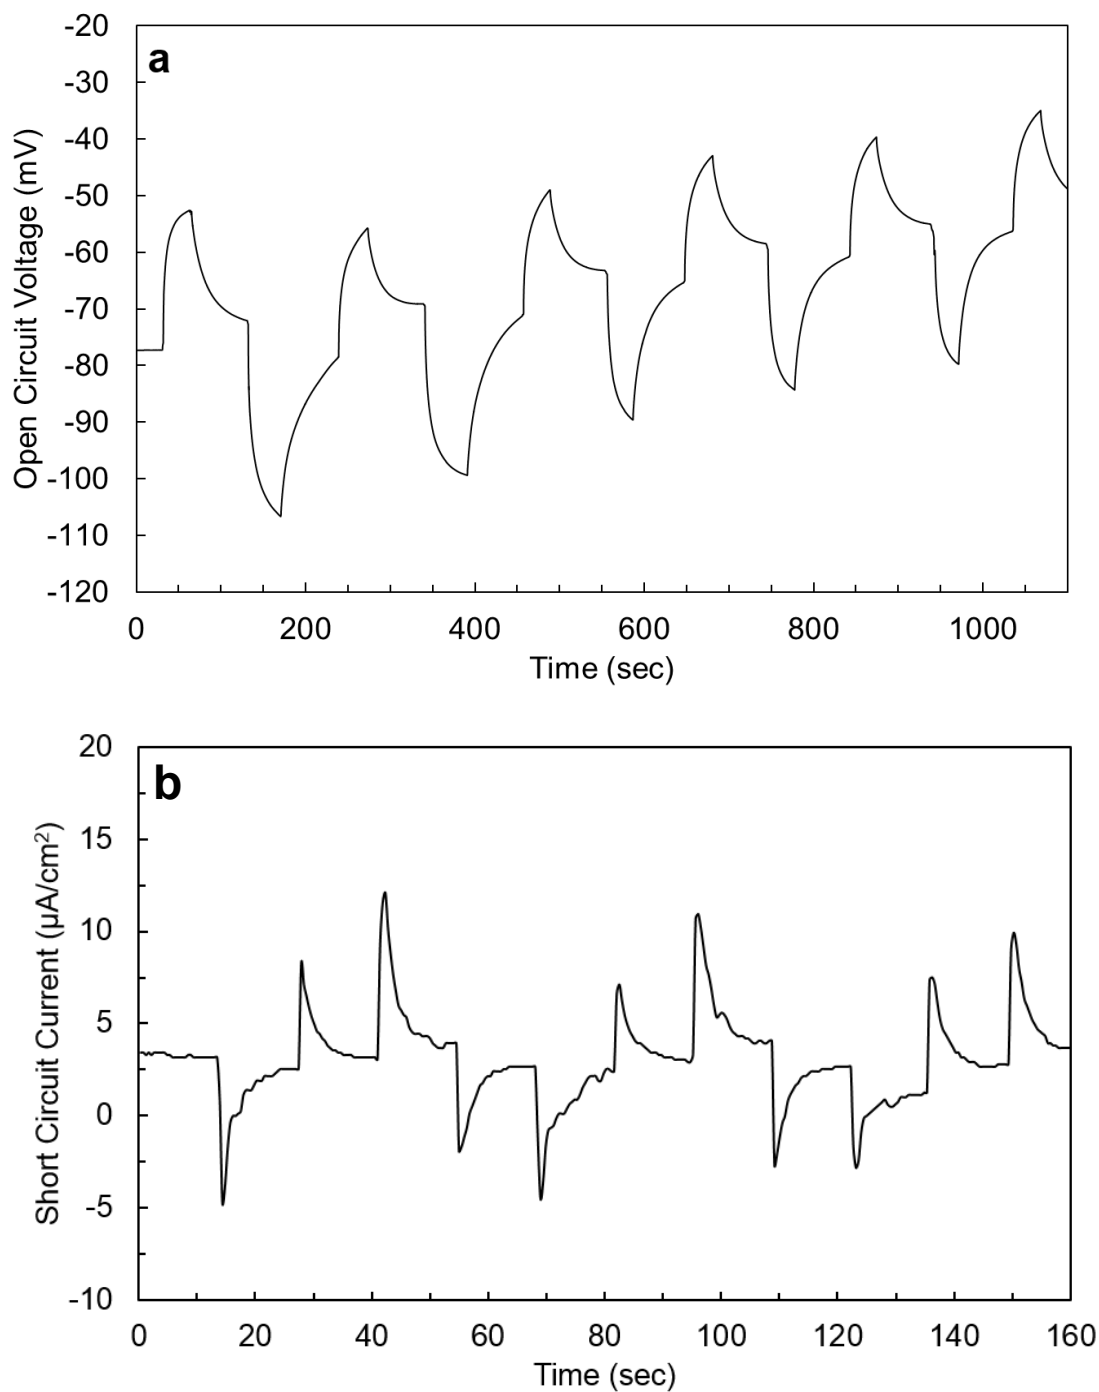 a
Open Circuit Voltage (mV)
-20
-30
-40
-50
-60
-70
-80
-90
-100
-110
-120
0 200 400 600 800 1000
Time (sec)
b
Short Circuit Current (µA/cm²)
20
15
10
5
0
-5
-10
0 20 40 60 80 100 120 140 160
Time (sec)